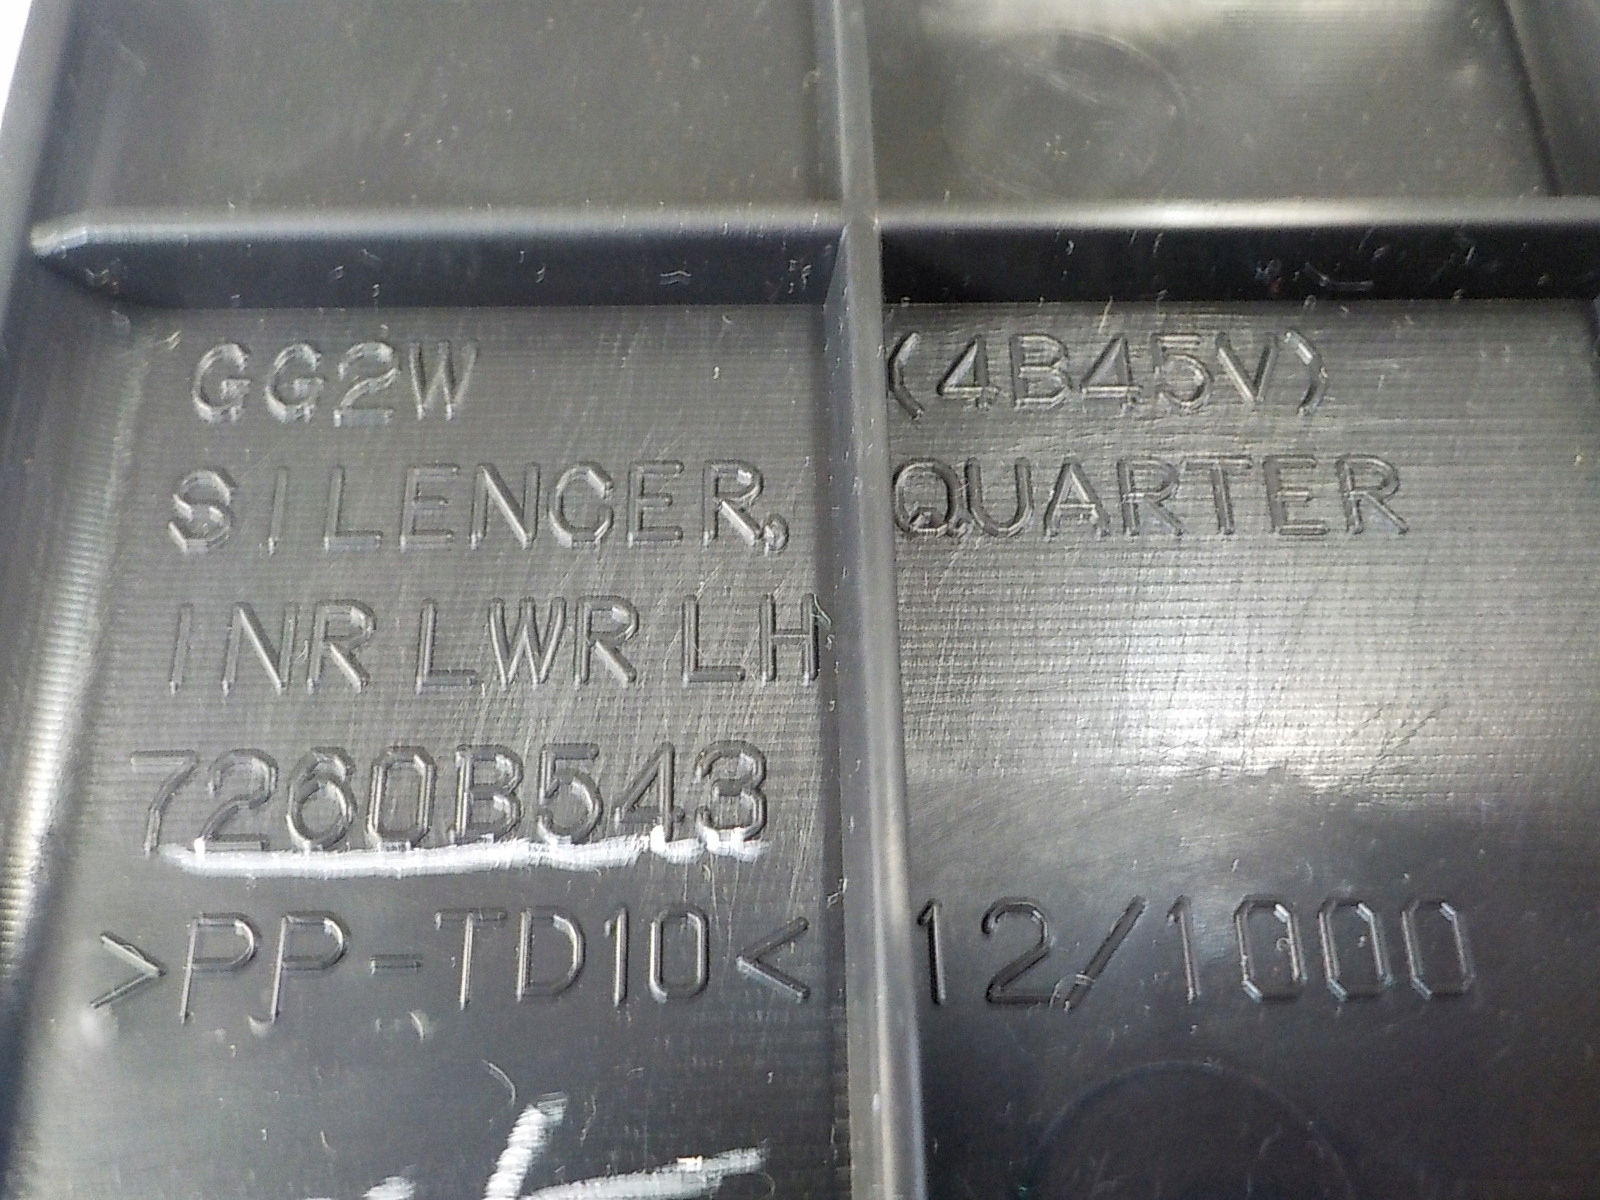 GG2W (4B45V)
SILENCER, QUARTER
INR LWR LH
7260B543
>PP-TD10< 12/1000